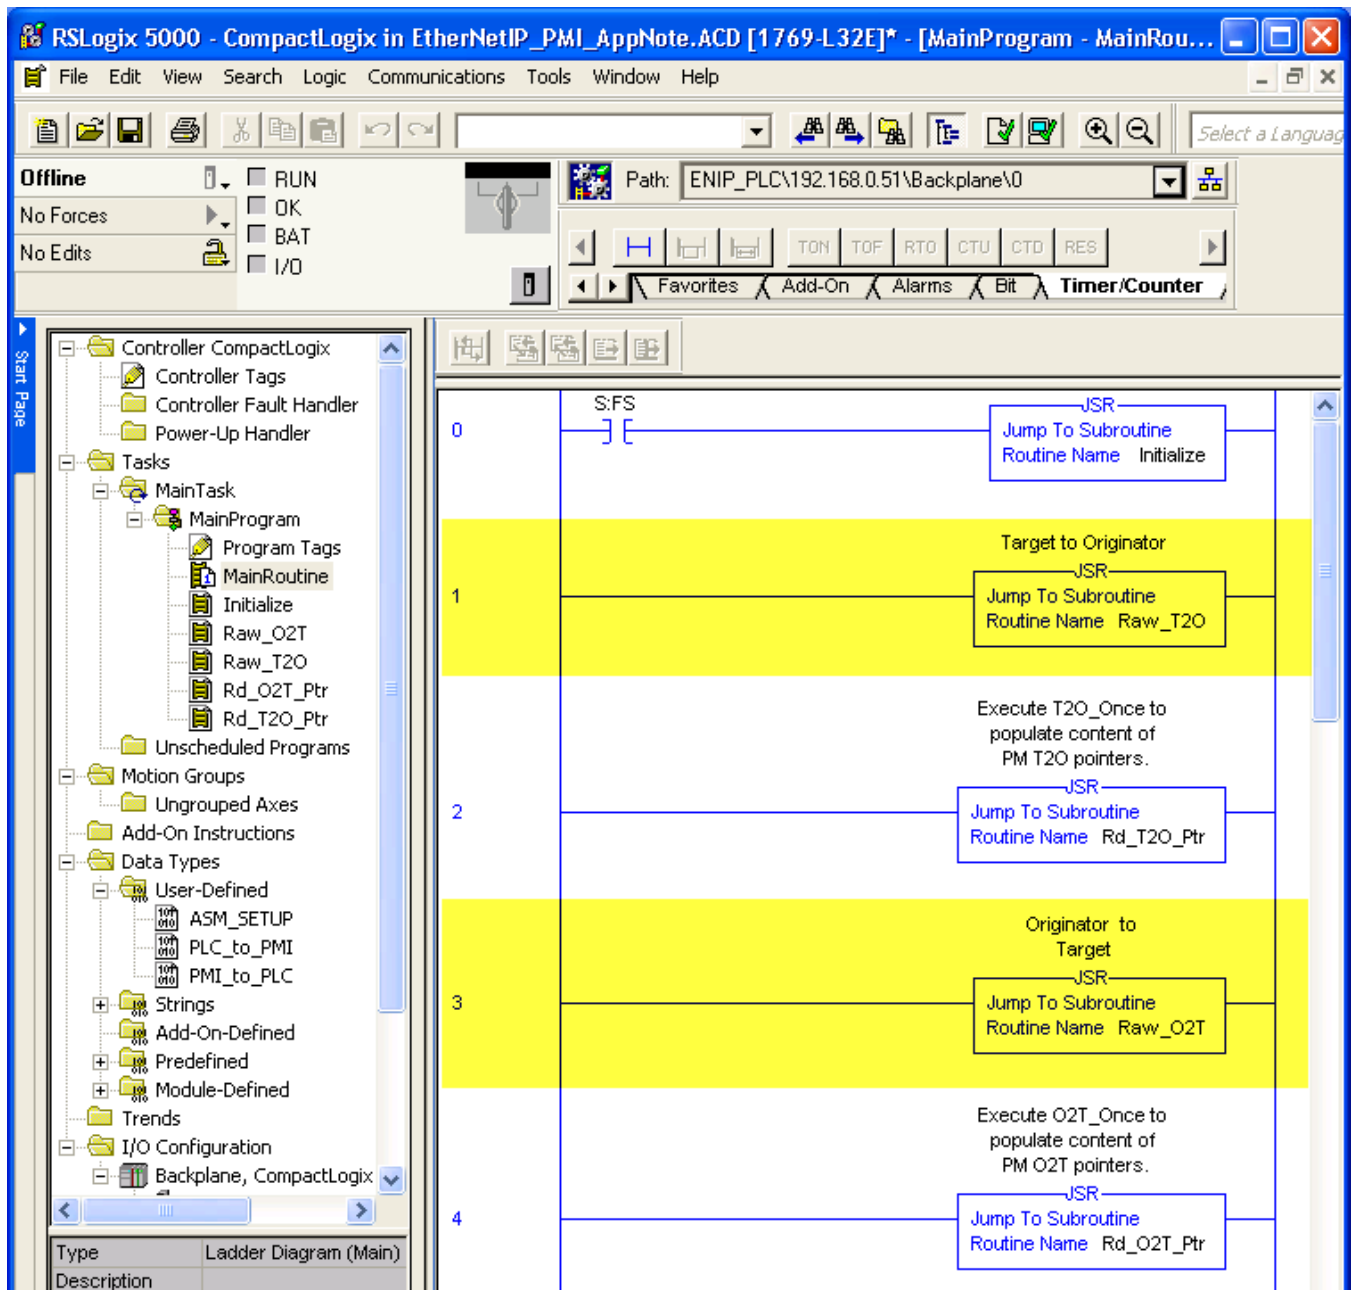 RSLogix 5000 - CompactLogix in EtherNetIP_PMI_AppNote.ACD [1769-L32E]* - [MainProgram - MainRou...
File Edit View Search Logic Communications Tools Window Help
Select a Languag
Offline
RUN
Path: ENIP_PLC\192.168.0.51\Backplane\0
No Forces
OK
BAT
No Edits
I/O
TON TOF RTO CTU CTD RES
Favorites Add-On Alarms Bit Timer/Counter
Start Page
Controller CompactLogix
Controller Tags
Controller Fault Handler
Power-Up Handler
Tasks
MainTask
MainProgram
Program Tags
MainRoutine
Initialize
Raw_O2T
Raw_T2O
Rd_O2T_Ptr
Rd_T2O_Ptr
Unscheduled Programs
Motion Groups
Ungrouped Axes
Add-On Instructions
Data Types
User-Defined
ASM_SETUP
PLC_to_PMI
PMI_to_PLC
Strings
Add-On-Defined
Predefined
Module-Defined
Trends
I/O Configuration
Backplane, CompactLogix
Type Ladder Diagram (Main)
Description
0
S:FS
JSR
Jump To Subroutine
Routine Name Initialize
1
Target to Originator
JSR
Jump To Subroutine
Routine Name Raw_T2O
2
Execute T2O_Once to
populate content of
PM T2O pointers.
JSR
Jump To Subroutine
Routine Name Rd_T2O_Ptr
3
Originator to
Target
JSR
Jump To Subroutine
Routine Name Raw_O2T
4
Execute O2T_Once to
populate content of
PM O2T pointers.
JSR
Jump To Subroutine
Routine Name Rd_O2T_Ptr